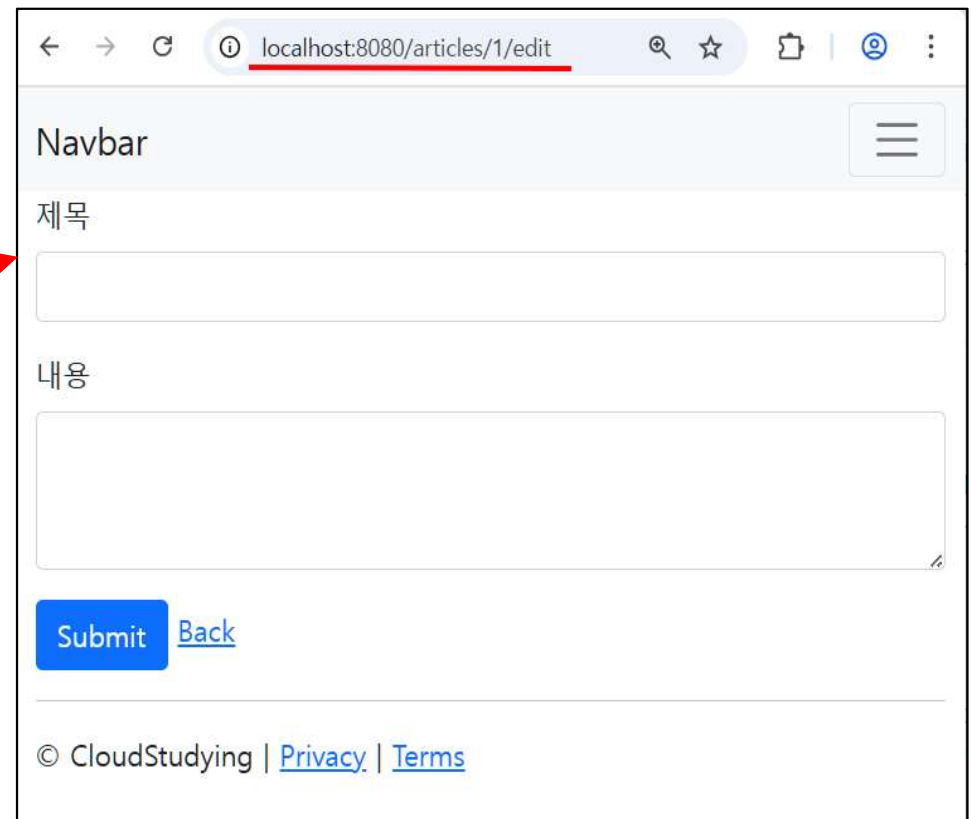 localhost:8080/articles/1/edit
Navbar
제목
내용
Submit Back
© CloudStudying | Privacy | Terms